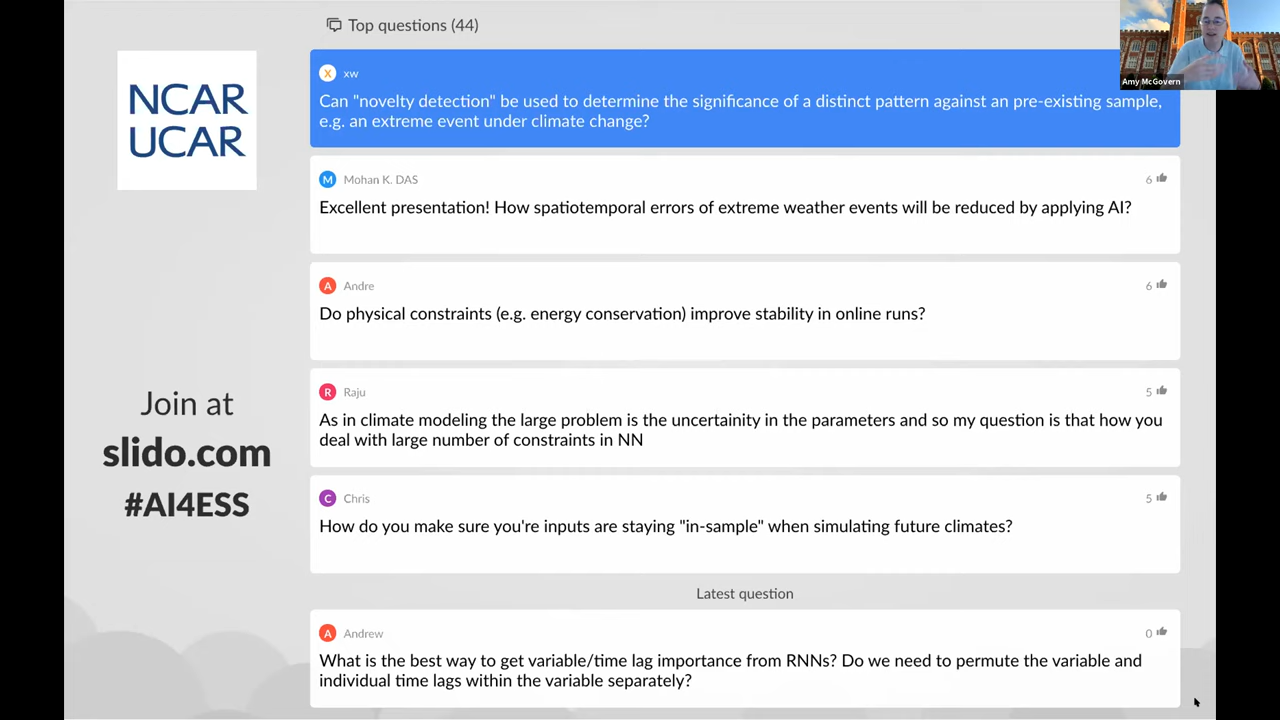 Top questions (44)
Amy McGovern
NCAR
UCAR
X xw
Can "novelty detection" be used to determine the significance of a distinct pattern against an pre-existing sample,
e.g. an extreme event under climate change?
M Mohan K. DAS 6
Excellent presentation! How spatiotemporal errors of extreme weather events will be reduced by applying AI?
A Andre 6
Do physical constraints (e.g. energy conservation) improve stability in online runs?
R Raju 5
As in climate modeling the large problem is the uncertainity in the parameters and so my question is that how you
deal with large number of constraints in NN
C Chris 5
How do you make sure you're inputs are staying "in-sample" when simulating future climates?
Join at
slido.com
#AI4ESS
Latest question
A Andrew 0
What is the best way to get variable/time lag importance from RNNs? Do we need to permute the variable and
individual time lags within the variable separately?